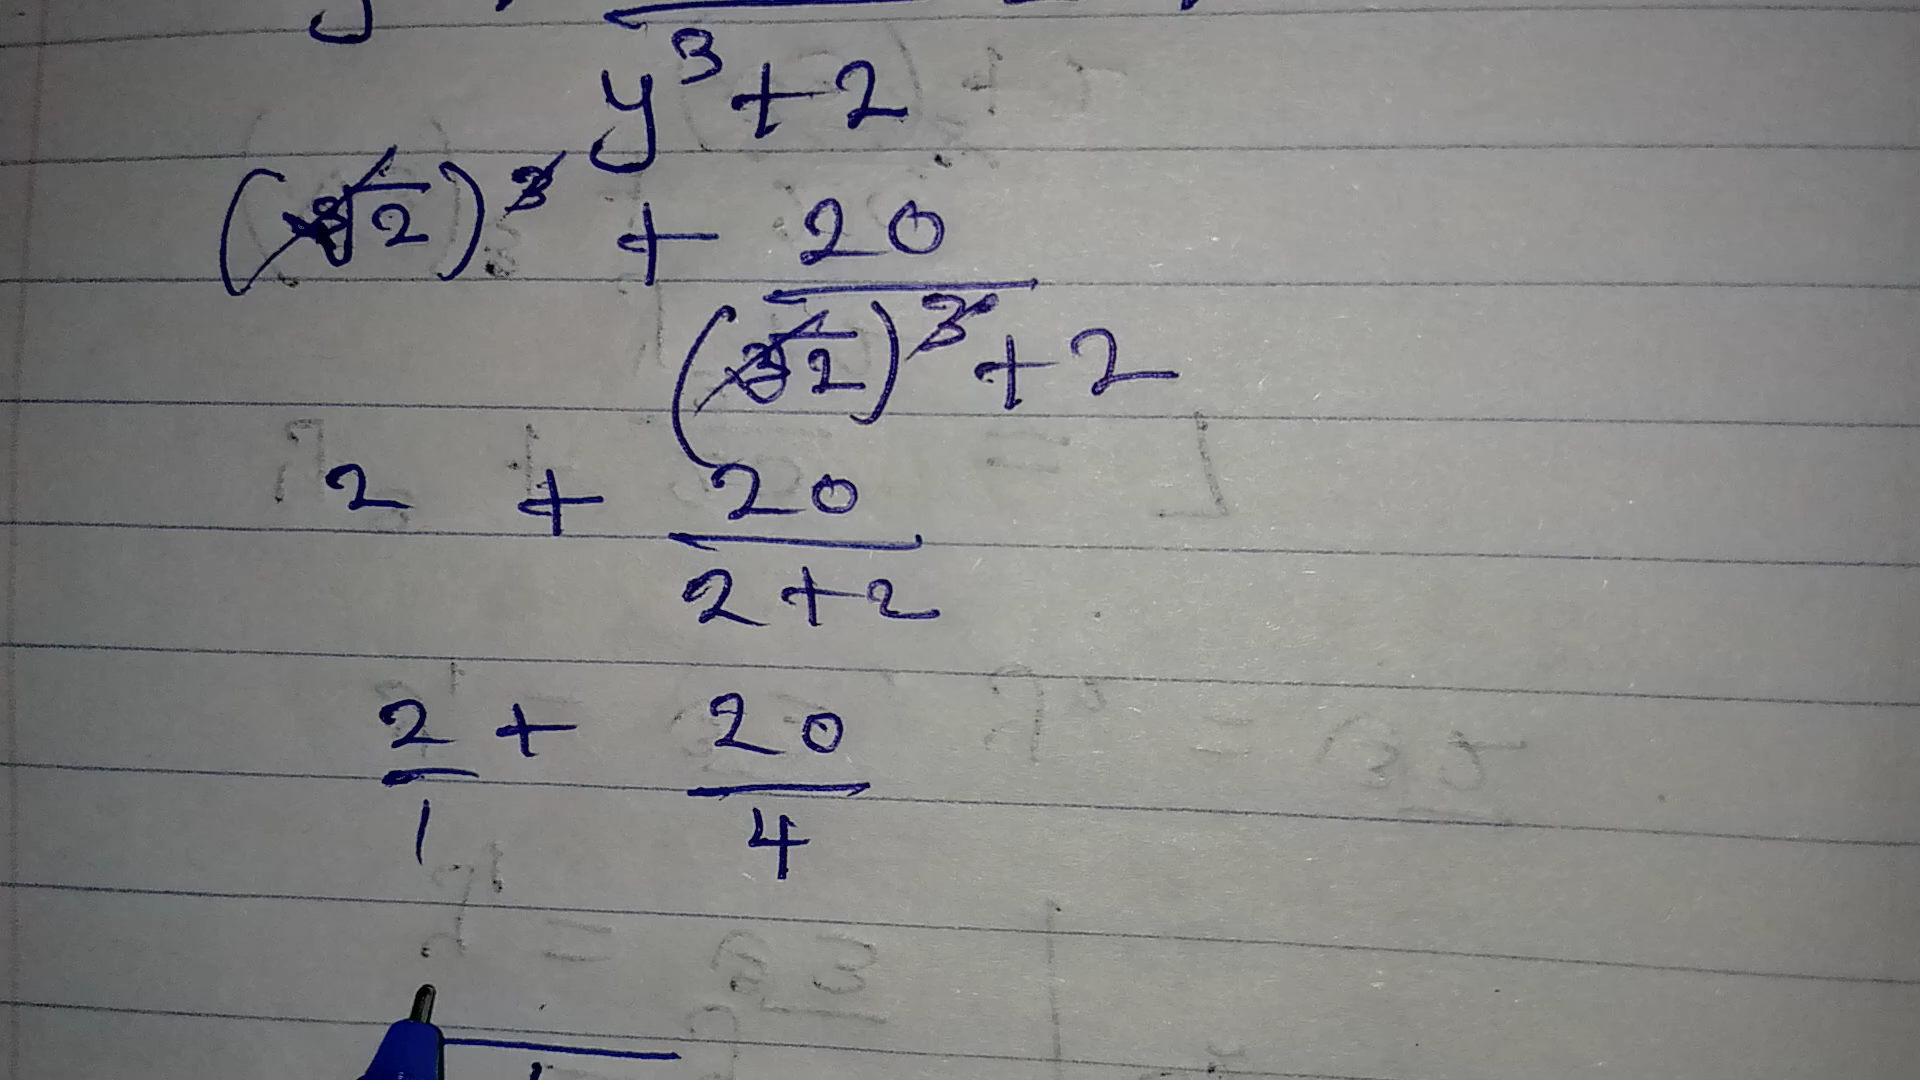 y³ + 2
(∛2)³ + 20
(∛2)³ + 2
2 + 20
2 + 2
2 + 20
1 4